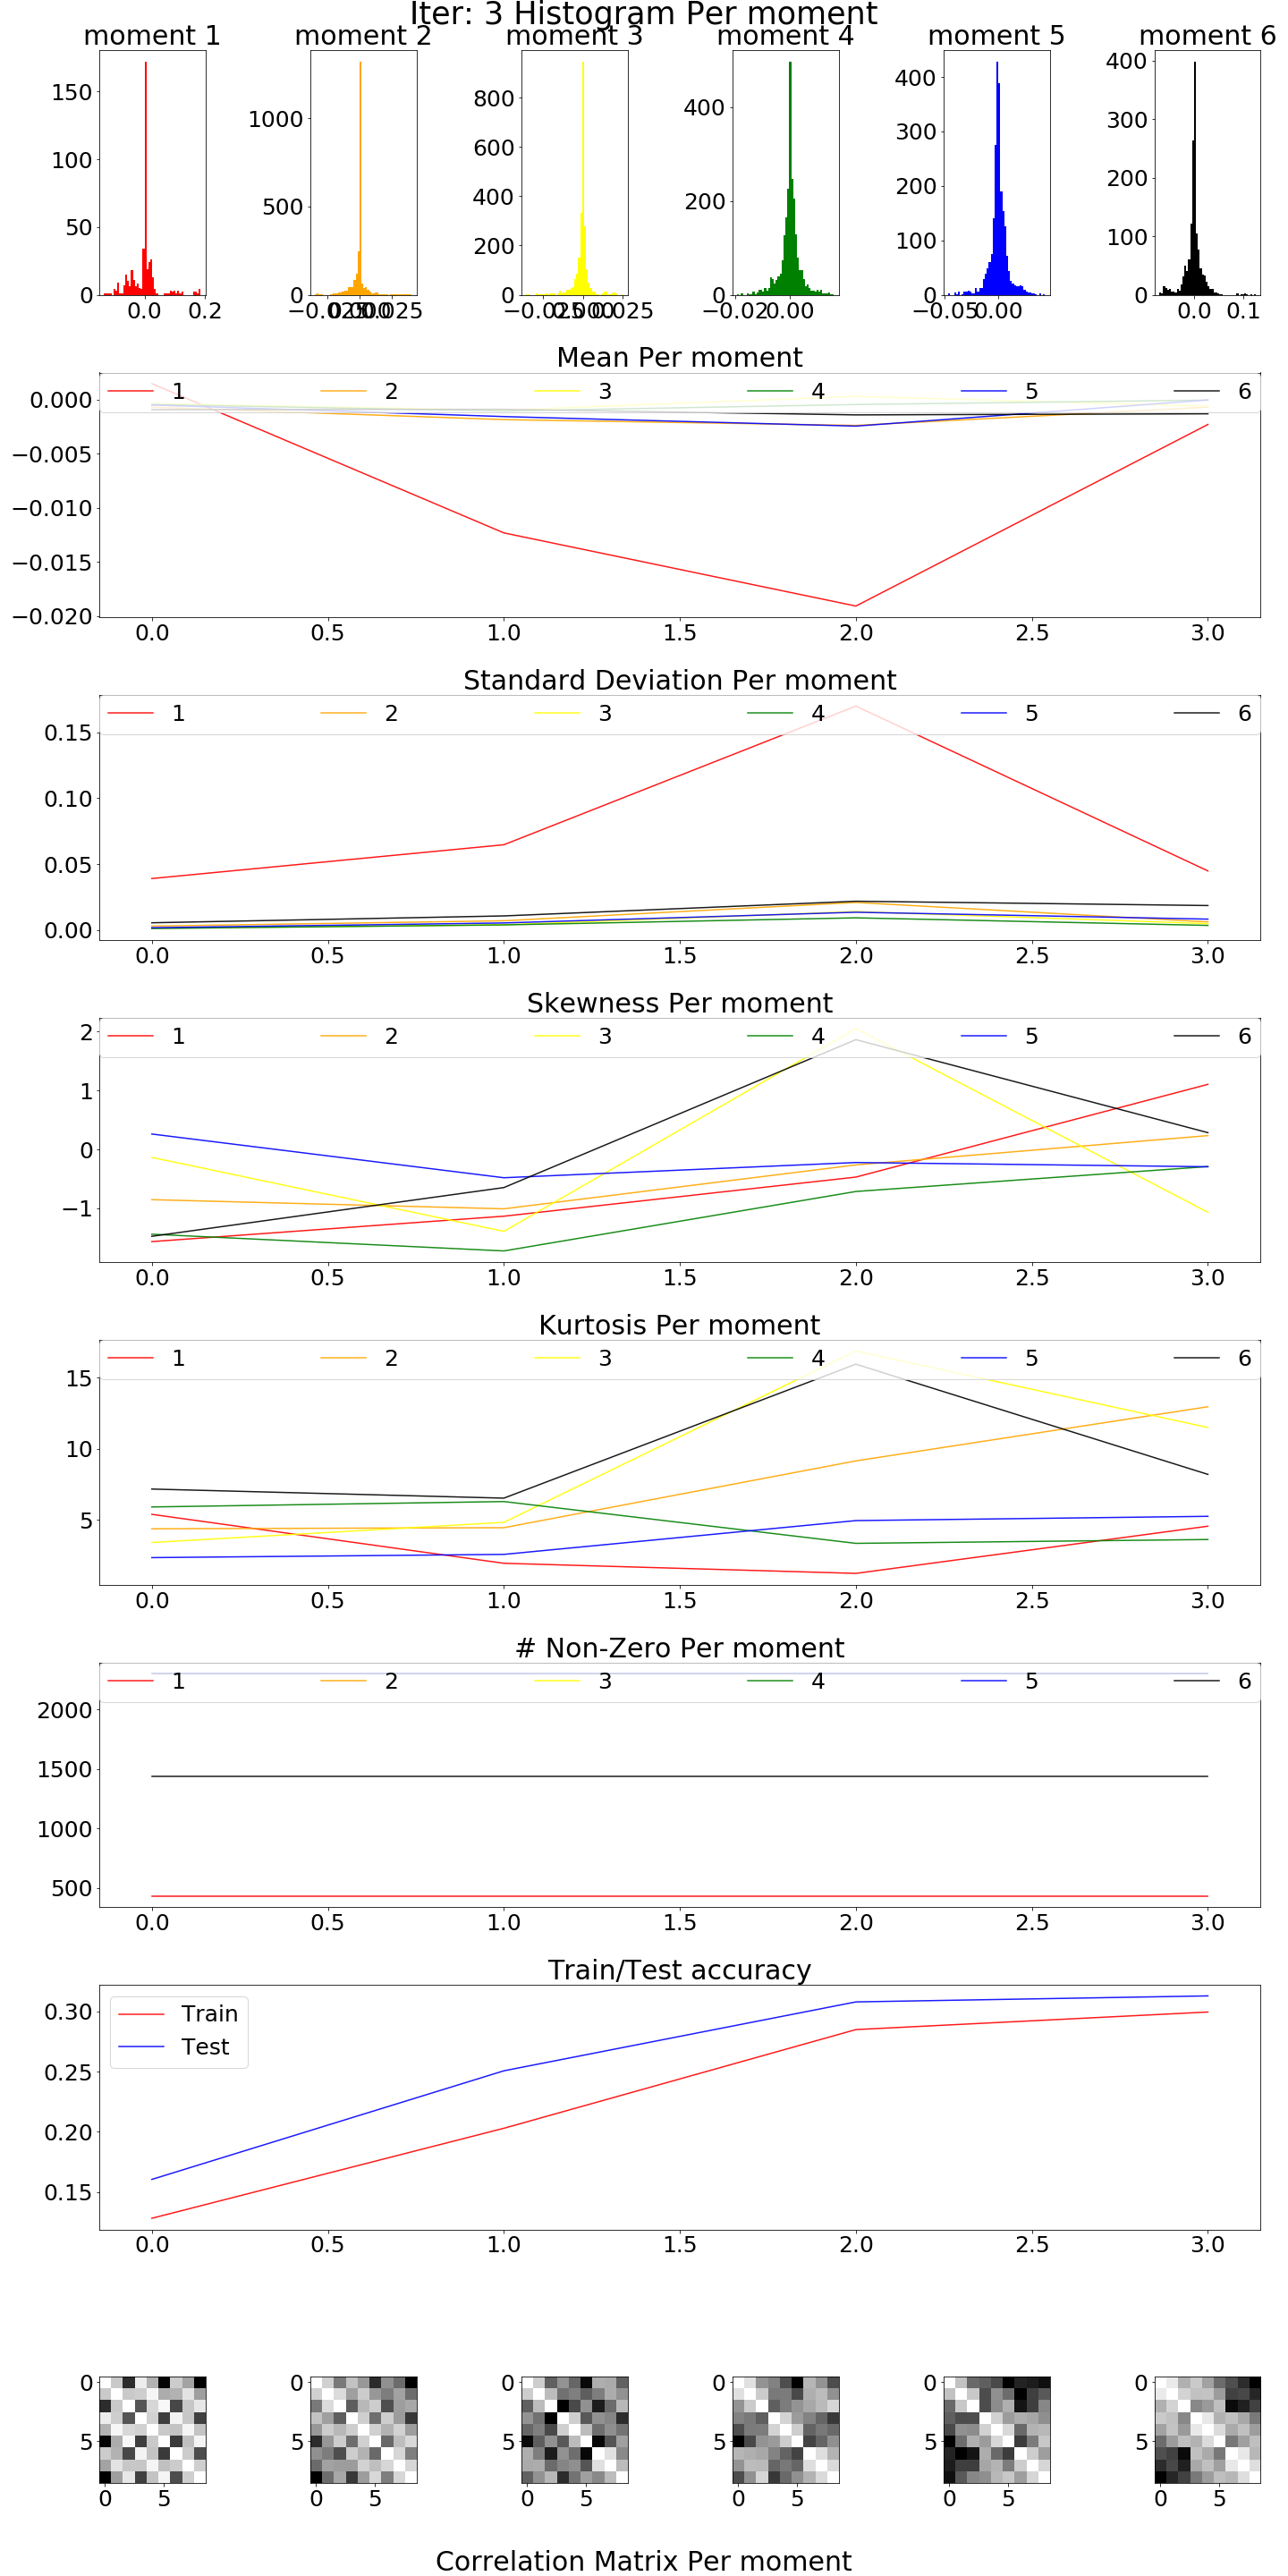 Iter: 3 Histogram Per moment
moment 1 moment 2 moment 3 moment 4 moment 5 moment 6
150
100
50
0
0.0 0.2
1000
500
0
−0.025 0.000 0.025
800
600
400
200
0
−0.025 0.000 0.025
400
200
0
−0.02 0.00
400
300
200
100
0
−0.05 0.00
400
300
200
100
0
0.0 0.1
Mean Per moment
1 2 3 4 5 6
0.000
−0.005
−0.010
−0.015
−0.020
0.0 0.5 1.0 1.5 2.0 2.5 3.0
Standard Deviation Per moment
1 2 3 4 5 6
0.15
0.10
0.05
0.00
0.0 0.5 1.0 1.5 2.0 2.5 3.0
Skewness Per moment
1 2 3 4 5 6
2
1
0
−1
0.0 0.5 1.0 1.5 2.0 2.5 3.0
Kurtosis Per moment
1 2 3 4 5 6
15
10
5
0.0 0.5 1.0 1.5 2.0 2.5 3.0
# Non-Zero Per moment
1 2 3 4 5 6
2000
1500
1000
500
0.0 0.5 1.0 1.5 2.0 2.5 3.0
Train/Test accuracy
Train
Test
0.30
0.25
0.20
0.15
0.0 0.5 1.0 1.5 2.0 2.5 3.0
0 0 0 0 0 0
5 5 5 5 5 5
0 5 0 5 0 5 0 5 0 5 0 5
Correlation Matrix Per moment